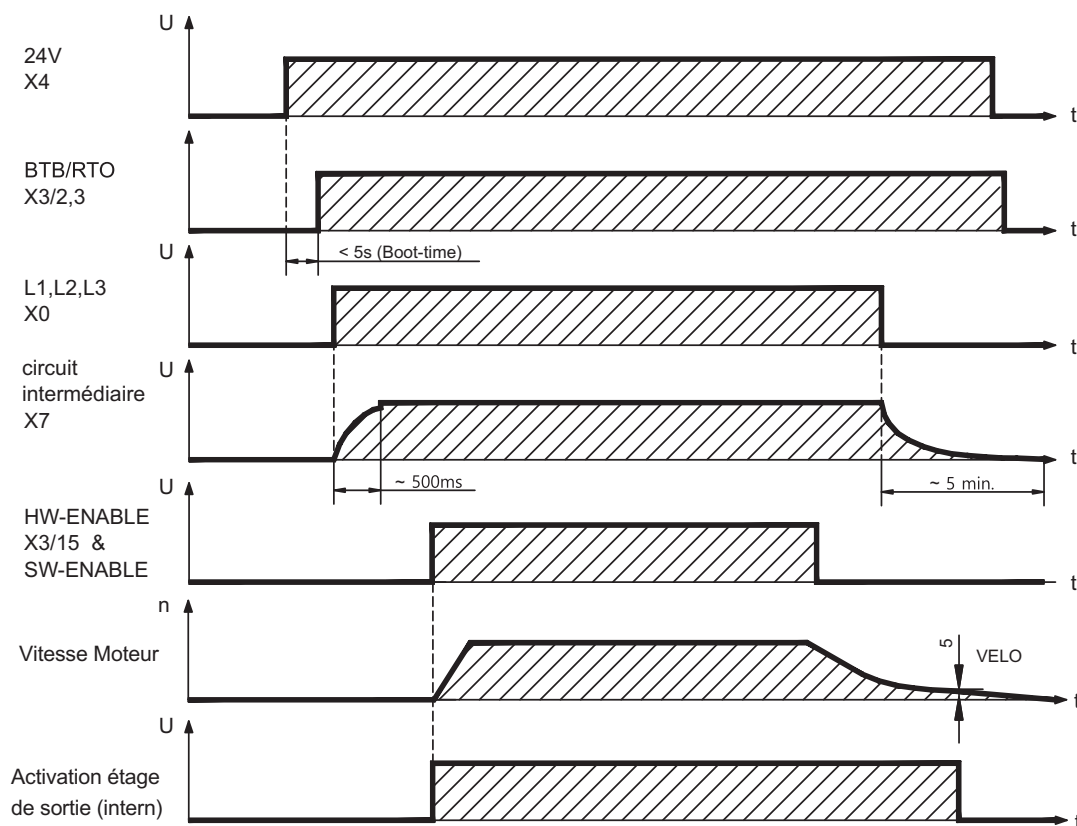 U
24V
X4
t
BTB/RTO
X3/2,3
t
< 5s (Boot-time)
U
L1,L2,L3
X0
t
circuit
intermédiaire
X7
U
t
~ 500ms
~ 5 min.
U
HW-ENABLE
X3/15 &
SW-ENABLE
t
n
Vitesse Moteur
5
VELO
t
U
Activation étage
de sortie (intern)
t